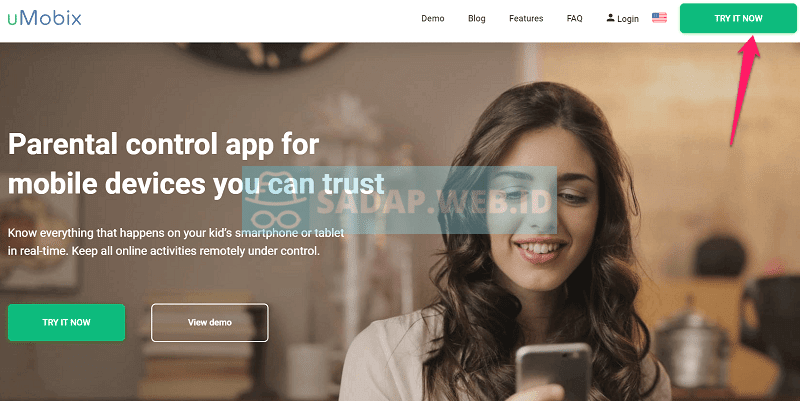 uMobix
Demo
Blog
Features
FAQ
Login
TRY IT NOW
Parental control app for
mobile devices you can trust
SADAP.WEB.ID
Know everything that happens on your kid's smartphone or tablet
in real-time. Keep all online activities remotely under control.
TRY IT NOW
View demo